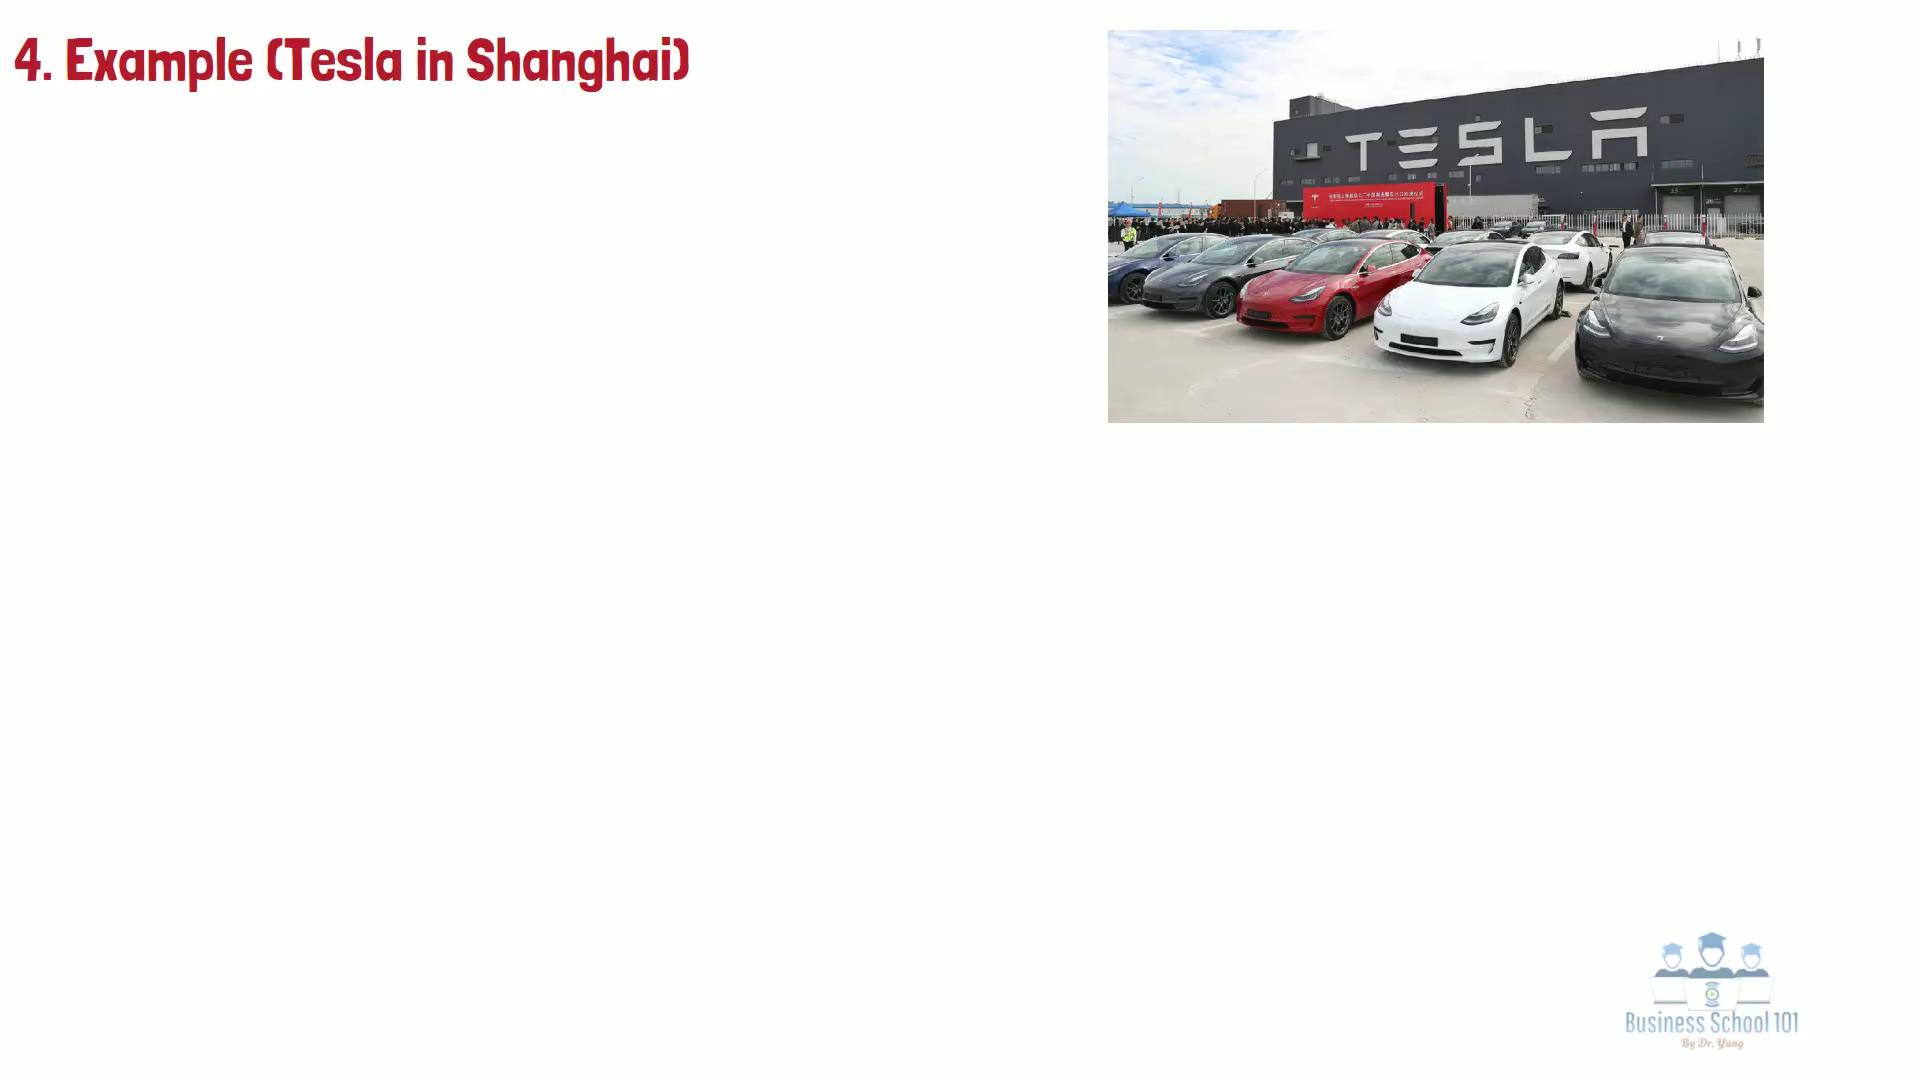 4. Example (Tesla in Shanghai)
TESLA
Business School 101
By Dr. Yang